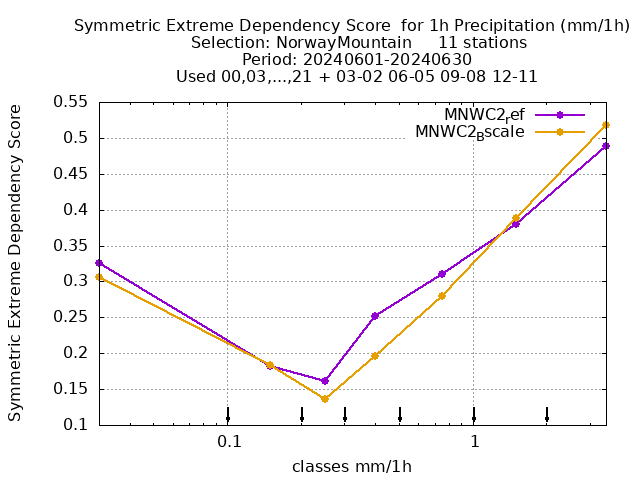 Symmetric Extreme Dependency Score  for 1h Precipitation (mm/1h)
Selection: NorwayMountain     11 stations
Period: 20240601-20240630
Used 00,03,...,21 + 03-02 06-05 09-08 12-11
Symmetric Extreme Dependency Score
0.55
0.5
0.45
0.4
0.35
0.3
0.25
0.2
0.15
0.1
MNWC2ref
MNWC2Bscale
0.1
1
classes mm/1h